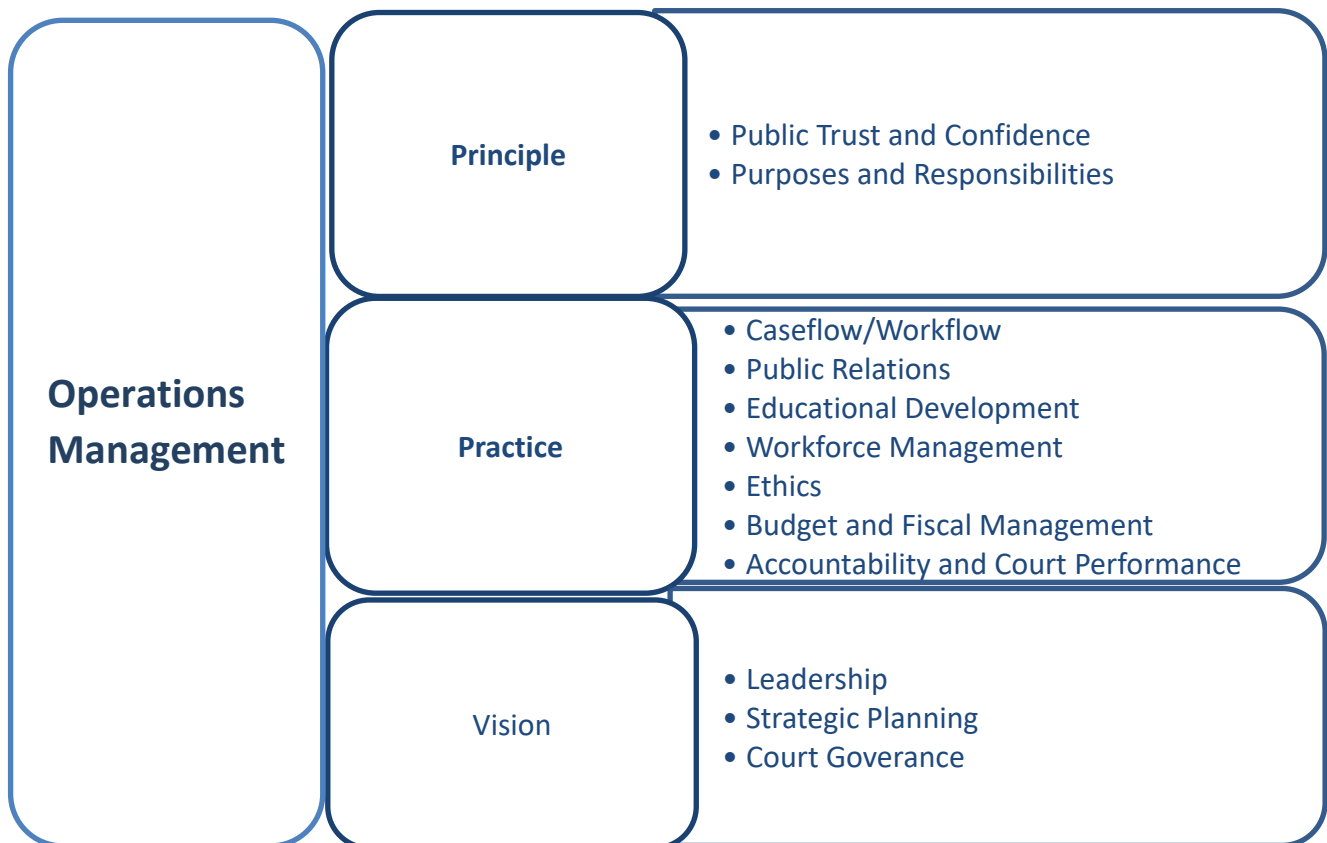 Operations
Management
Principle
• Public Trust and Confidence
• Purposes and Responsibilities
Practice
• Caseflow/Workflow
• Public Relations
• Educational Development
• Workforce Management
• Ethics
• Budget and Fiscal Management
• Accountability and Court Performance
Vision
• Leadership
• Strategic Planning
• Court Goverance